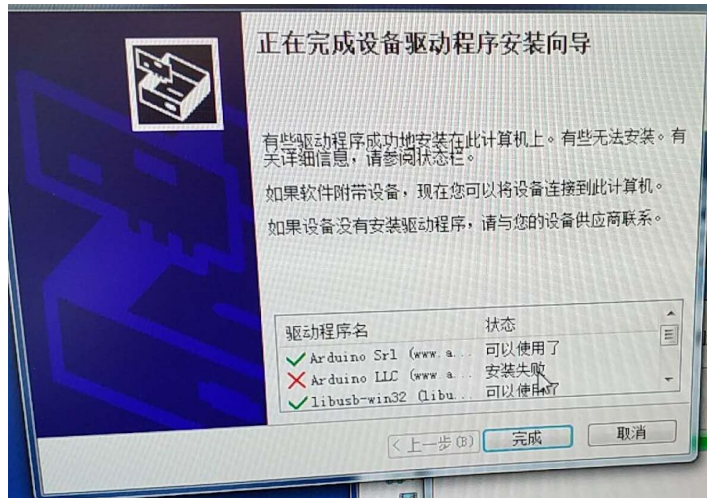 正在完成设备驱动程序安装向导
有些驱动程序成功地安装在此计算机上。有些无法安装。有
关详细信息，请参阅状态栏。
如果软件附带设备，现在您可以将设备连接到此计算机。
如果设备没有安装驱动程序，请与您的设备供应商联系。
驱动程序名 状态
Arduino Srl (www.a... 可以使用了
Arduino LLC (www a... 安装失败
libusb-win32 (libu... 可以使用了
<上一步(B) 完成 取消